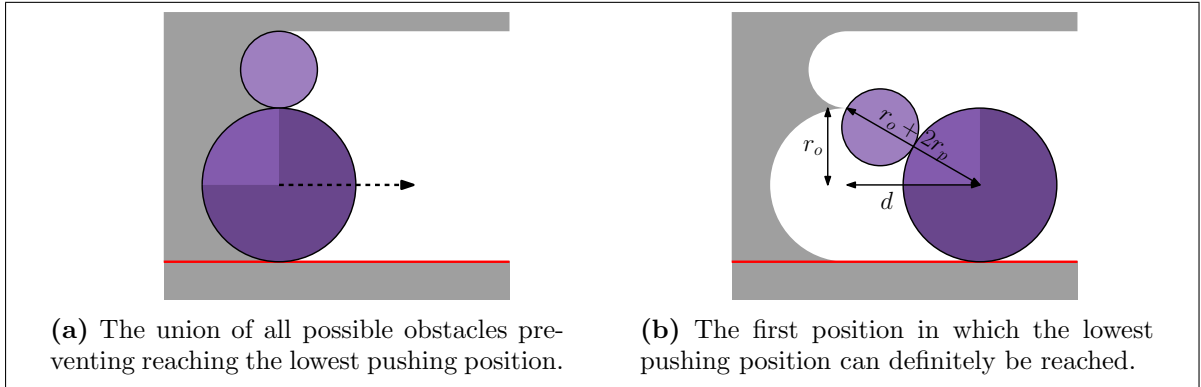 r_o
r_o + 2r_p
d
(a) The union of all possible obstacles pre-
venting reaching the lowest pushing position.
(b) The first position in which the lowest
pushing position can definitely be reached.